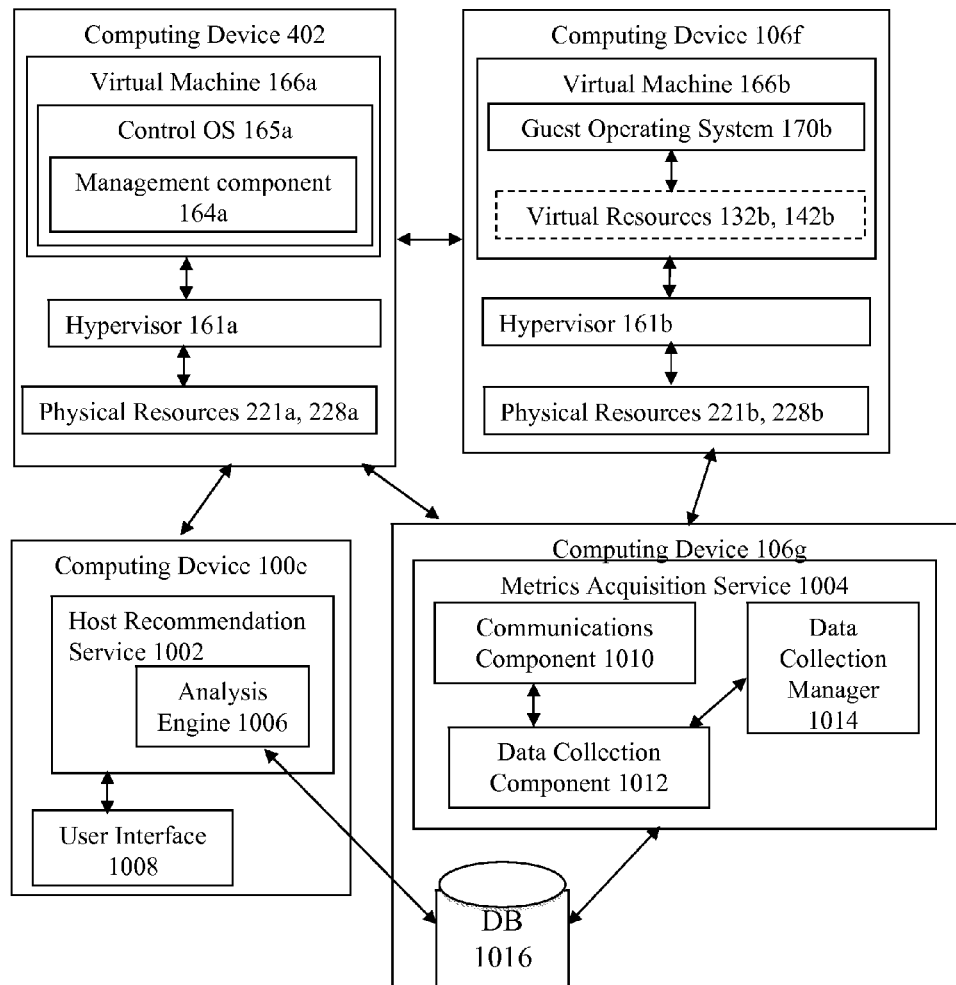 Computing Device 402
Virtual Machine 166a
Control OS 165a
Management component
164a
Hypervisor 161a
Physical Resources 221a, 228a
Computing Device 106f
Virtual Machine 166b
Guest Operating System 170b
Virtual Resources 132b, 142b
Hypervisor 161b
Physical Resources 221b, 228b
Computing Device 100e
Host Recommendation
Service 1002
Analysis
Engine 1006
User Interface
1008
Computing Device 106g
Metrics Acquisition Service 1004
Communications
Component 1010
Data
Collection
Manager
1014
Data Collection
Component 1012
DB
1016